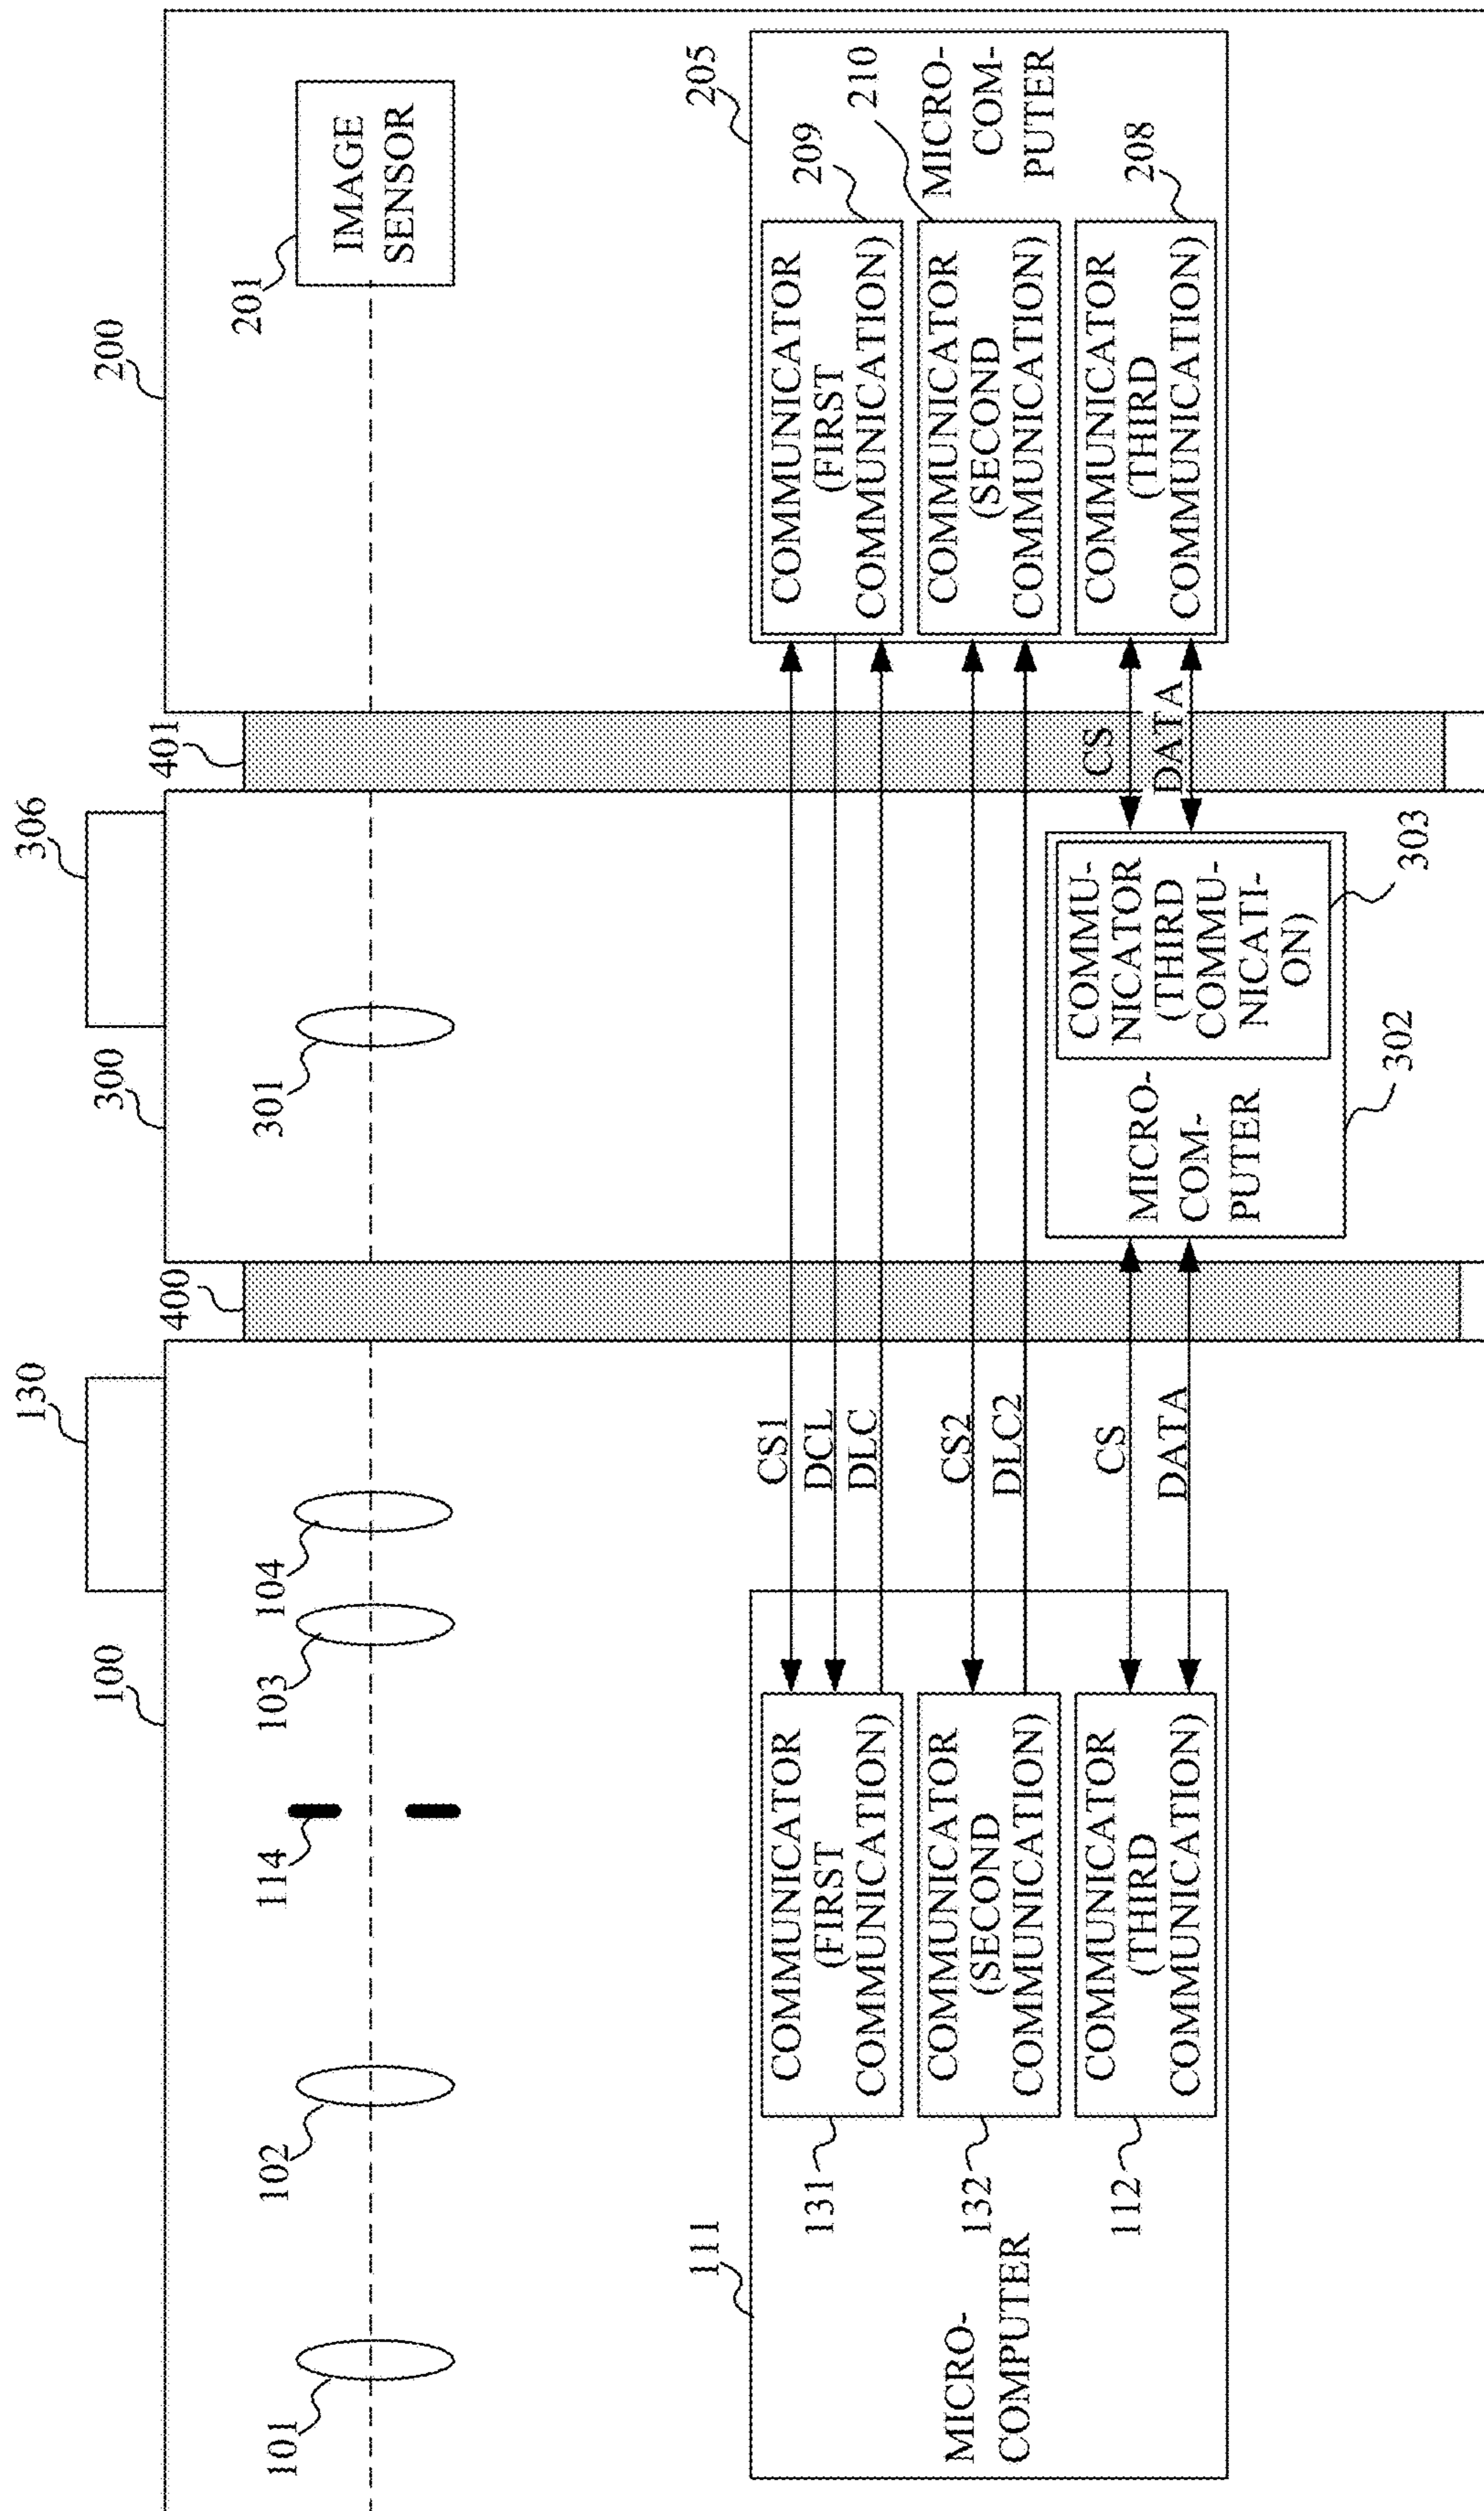 100
130
400
300
306
401
200
101
102
114
103
104
301
201
IMAGE
SENSOR
111
MICRO-
COMPUTER
131
COMMUNICATOR
(FIRST
COMMUNICATION)
132
COMMUNICATOR
(SECOND
COMMUNICATION)
112
COMMUNICATOR
(THIRD
COMMUNICATION)
CS1
DCL
DLC
CS2
DLC2
CS
DATA
MICRO-
COM-
PUTER
COMMU-
NICATOR
(THIRD
COMMU-
NICATI-
ON)
302
303
CS
DATA
205
COMMUNICATOR
(FIRST
COMMUNICATION)
209
COMMUNICATOR
(SECOND
COMMUNICATION)
210
COMMUNICATOR
(THIRD
COMMUNICATION)
208
MICRO-
COM-
PUTER